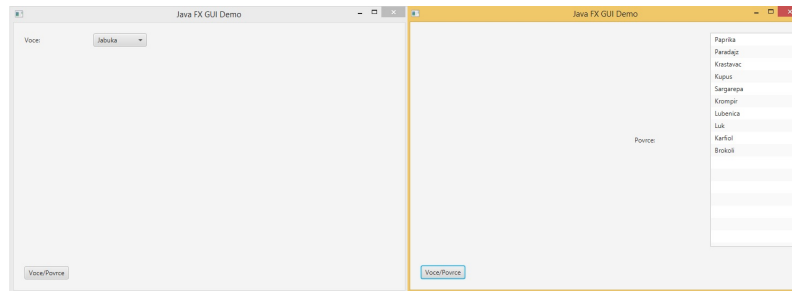 Java FX GUI Demo
Voce: Jabuka
Voce/Povrce
Java FX GUI Demo
Paprika
Paradajz
Krastavac
Kupus
Sargarepa
Krompir
Lubenica
Luk
Povrce:
Karfiol
Brokoli
Voce/Povrce